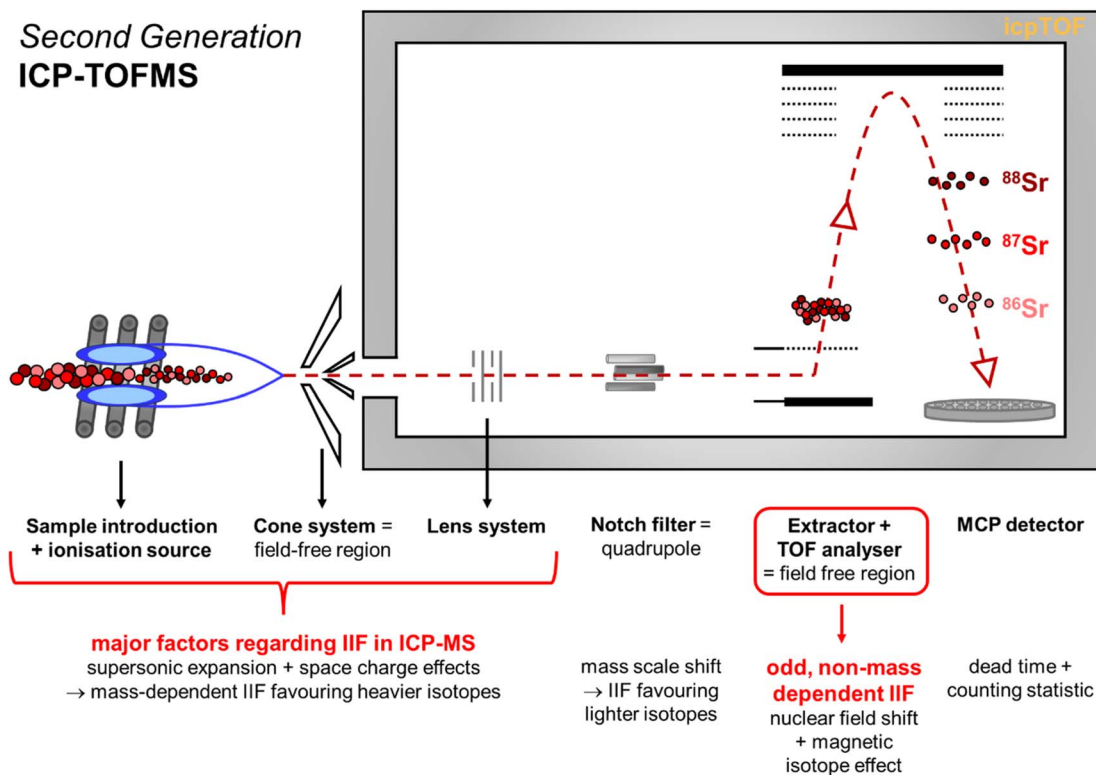 Second Generation
ICP-TOFMS
icpTOF
⁸⁸Sr
⁸⁷Sr
⁸⁶Sr
Sample introduction
+ ionisation source
Cone system =
field-free region
Lens system
Notch filter =
quadrupole
Extractor +
TOF analyser
= field free region
MCP detector
major factors regarding IIF in ICP-MS
supersonic expansion + space charge effects
→ mass-dependent IIF favouring heavier isotopes
mass scale shift
→ IIF favouring
lighter isotopes
odd, non-mass
dependent IIF
nuclear field shift
+ magnetic
isotope effect
dead time +
counting statistic